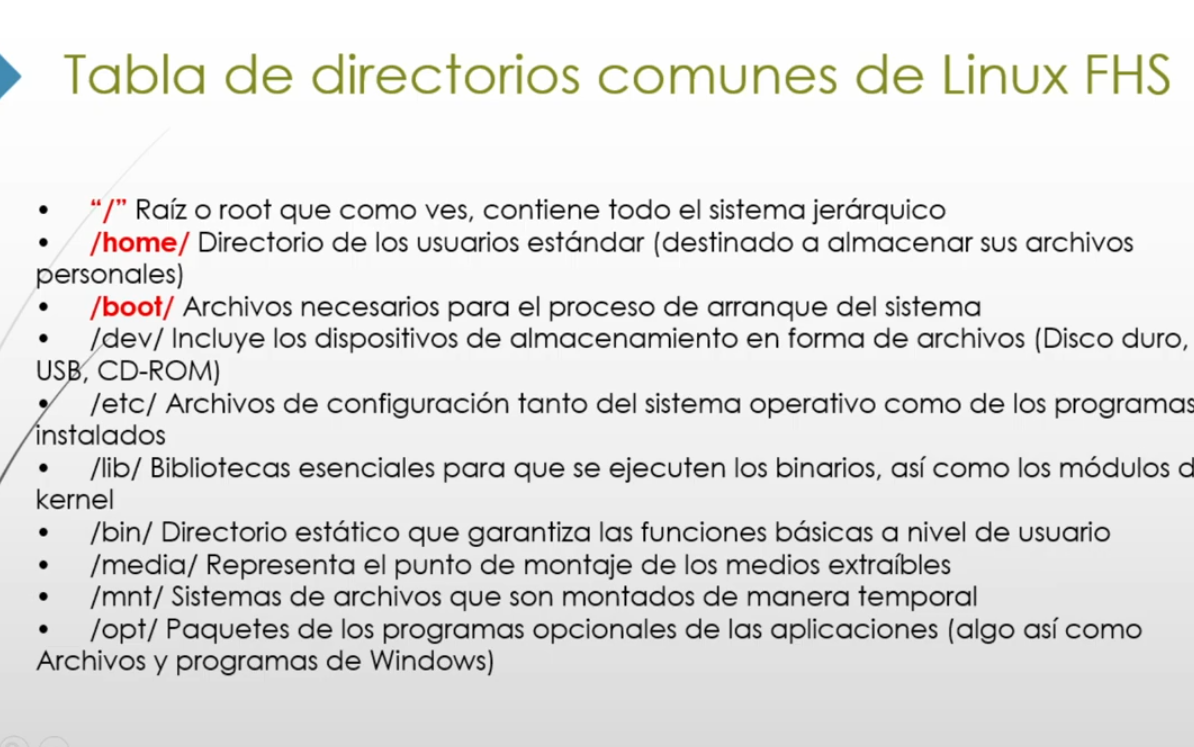 Tabla de directorios comunes de Linux FHS
• “/” Raíz o root que como ves, contiene todo el sistema jerárquico
• /home/ Directorio de los usuarios estándar (destinado a almacenar sus archivos
personales)
• /boot/ Archivos necesarios para el proceso de arranque del sistema
• /dev/ Incluye los dispositivos de almacenamiento en forma de archivos (Disco duro,
USB, CD-ROM)
• /etc/ Archivos de configuración tanto del sistema operativo como de los programas
instalados
• /lib/ Bibliotecas esenciales para que se ejecuten los binarios, así como los módulos d
kernel
• /bin/ Directorio estático que garantiza las funciones básicas a nivel de usuario
• /media/ Representa el punto de montaje de los medios extraíbles
• /mnt/ Sistemas de archivos que son montados de manera temporal
• /opt/ Paquetes de los programas opcionales de las aplicaciones (algo así como
Archivos y programas de Windows)